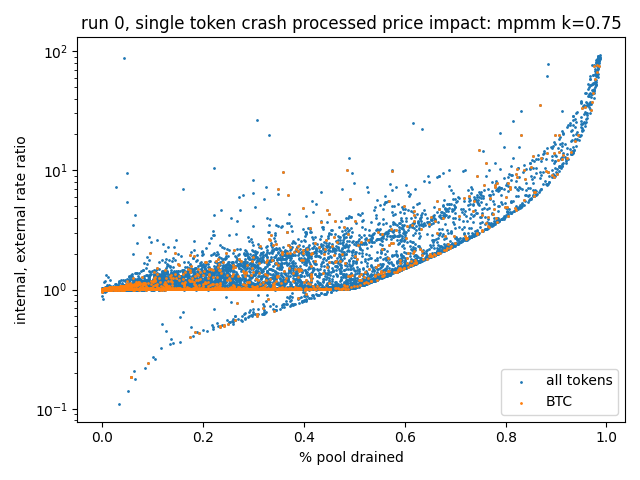 run 0, single token crash processed price impact: mpmm k=0.75
internal, external rate ratio
10²
10¹
10⁰
10⁻¹
0.0 0.2 0.4 0.6 0.8 1.0
% pool drained
all tokens
BTC